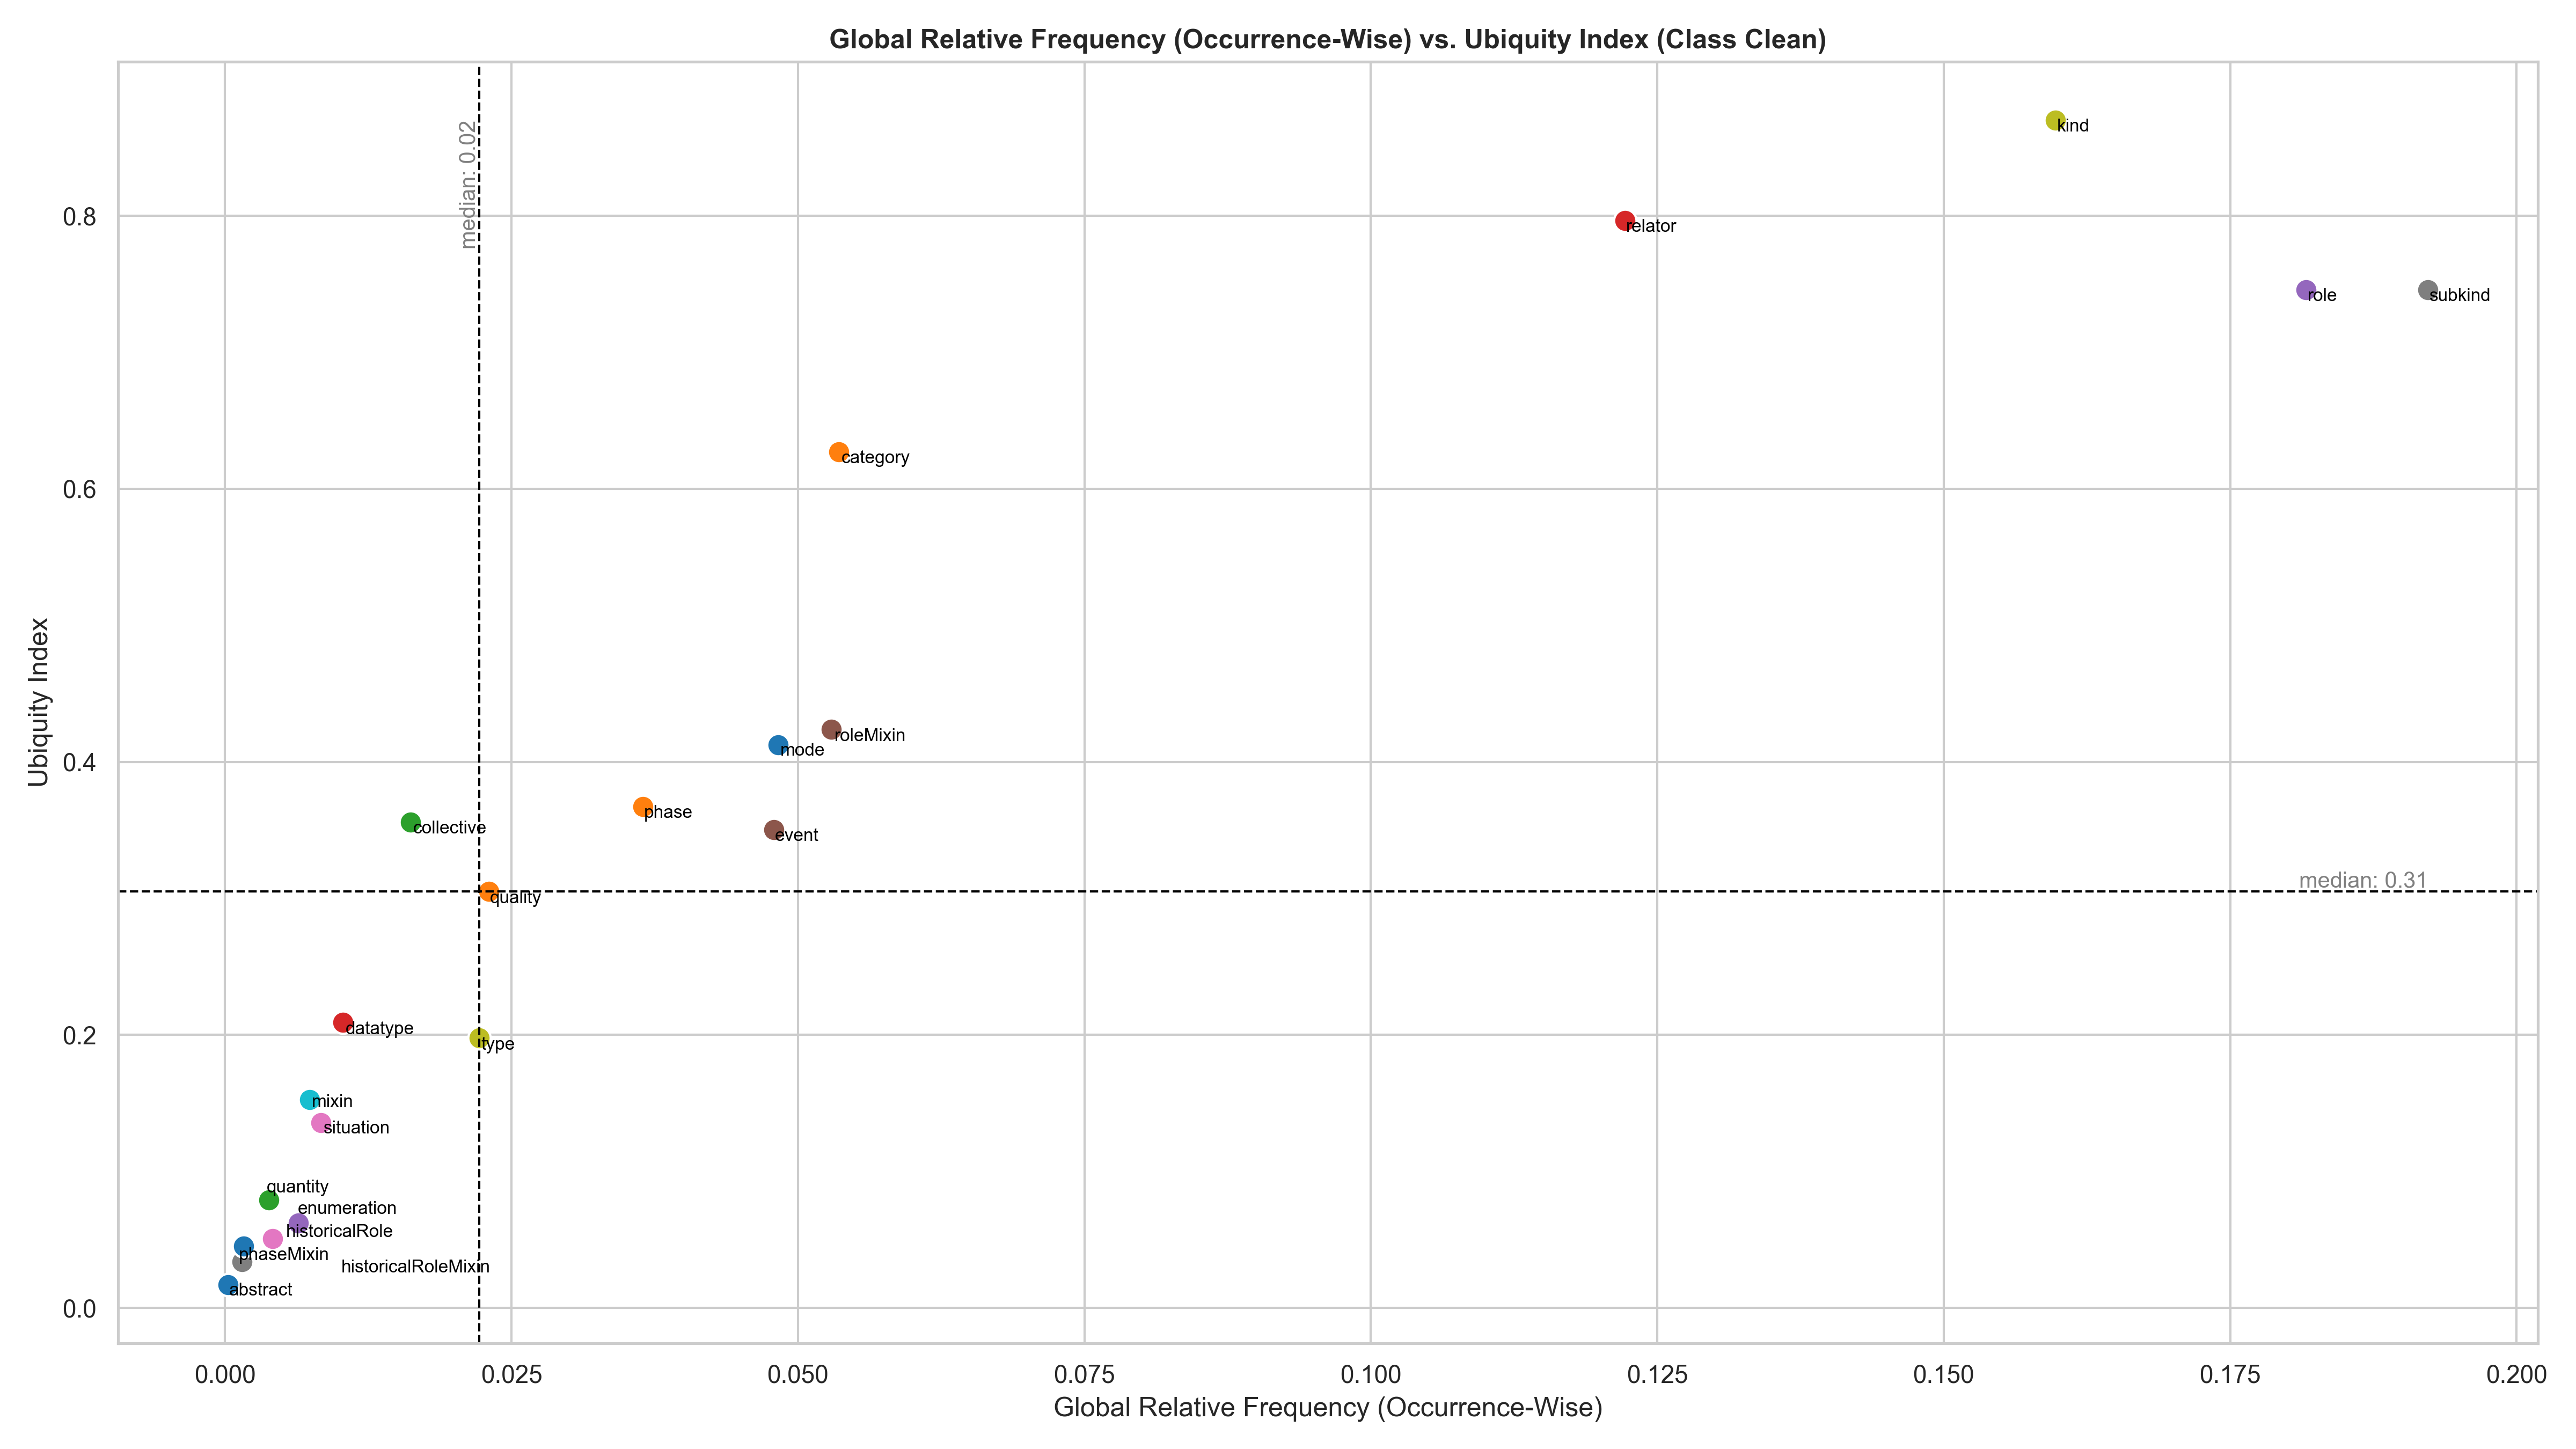 Global Relative Frequency (Occurrence-Wise) vs. Ubiquity Index (Class Clean)
median: 0.02
kind
0.8
relator
role
subkind
category
0.6
Ubiquity Index
roleMixin
mode
0.4
phase
collective
event
median: 0.31
quality
datatype
0.2
type
mixin
situation
quantity
enumeration
historicalRole
phaseMixin
historicalRoleMixin
abstract
0.0
0.000
0.025
0.050
0.075
0.100
0.125
0.150
0.175
0.200
Global Relative Frequency (Occurrence-Wise)